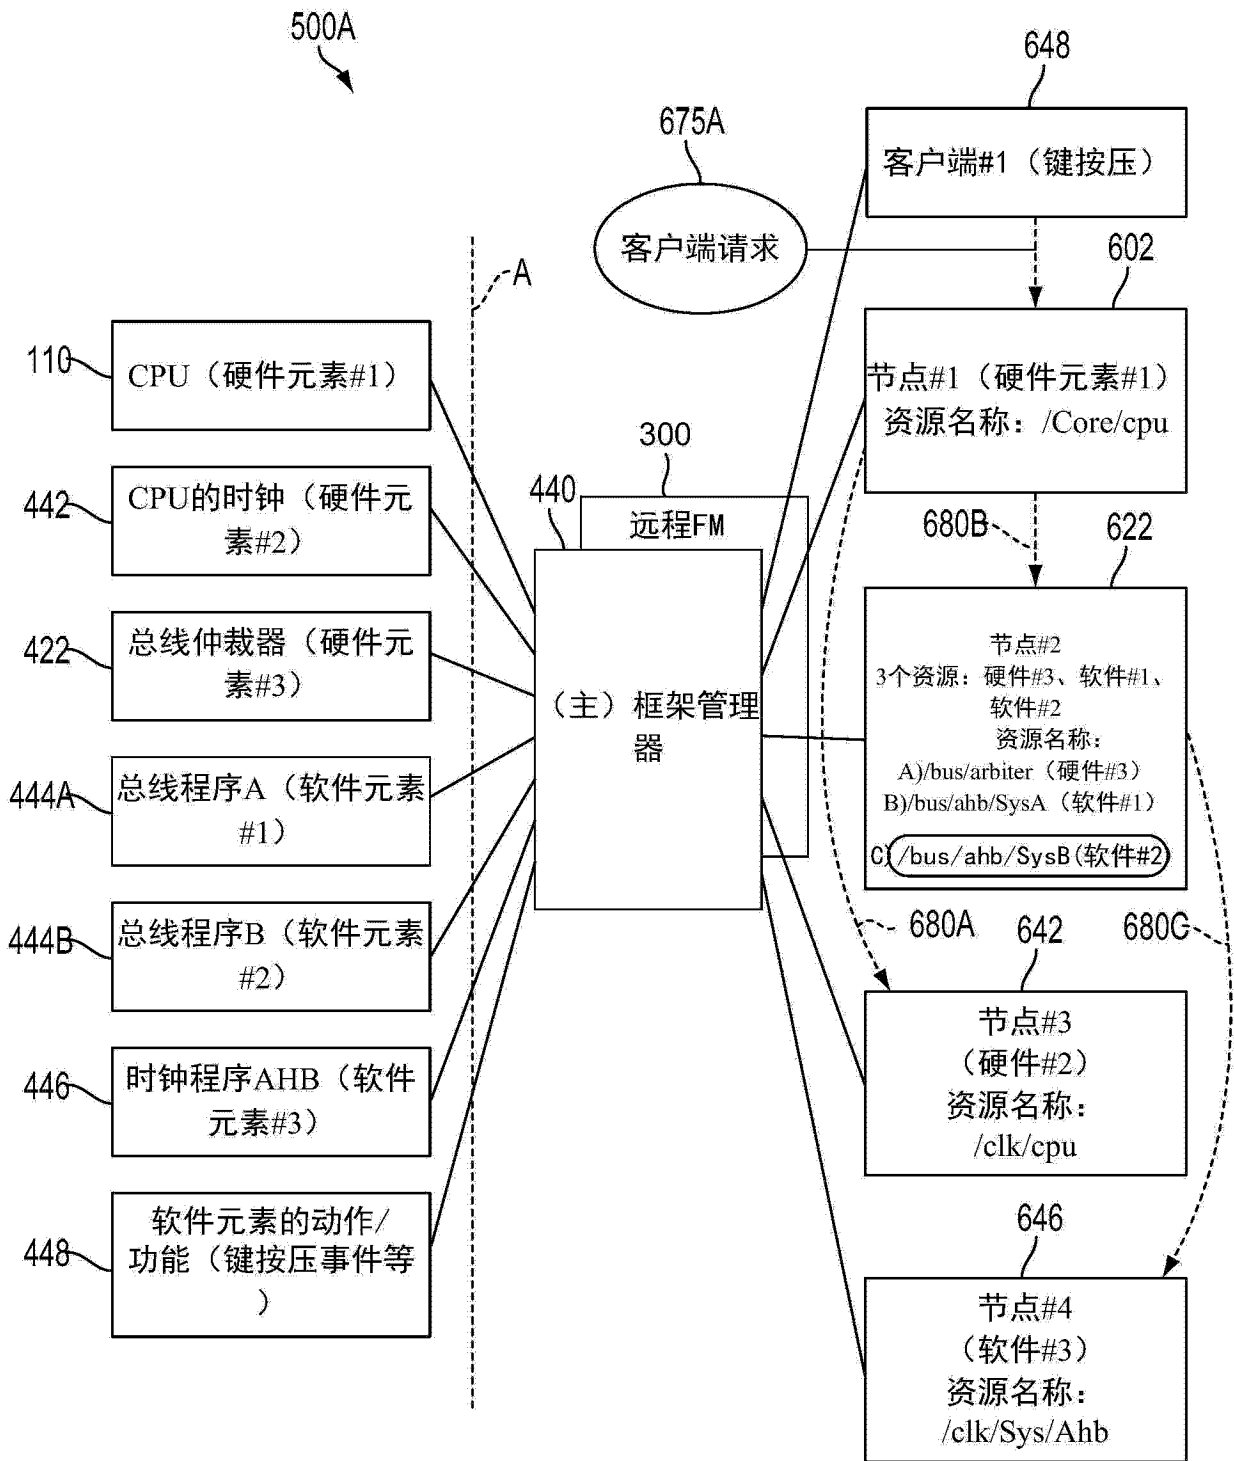 500A
648
客户端#1（键按压）
675A
客户端请求
602
A
110
CPU（硬件元素#1）
节点#1（硬件元素#1）
资源名称：/Core/cpu
300
442
CPU的时钟（硬件元
素#2）
440
远程FM
680B
622
422
总线仲裁器（硬件元
素#3）
（主）框架管理
器
节点#2
3个资源：硬件#3、软件#1、
软件#2
资源名称：
A)/bus/arbiter（硬件#3）
B)/bus/ahb/SysA（软件#1）
C)/bus/ahb/SysB(软件#2)
444A
总线程序A（软件元素
#1）
444B
总线程序B（软件元素
#2）
680A
642
680C
节点#3
（硬件#2）
资源名称：
/clk/cpu
446
时钟程序AHB（软件
元素#3）
448
软件元素的动作/
功能（键按压事件等
）
646
节点#4
（软件#3）
资源名称：
/clk/Sys/Ahb